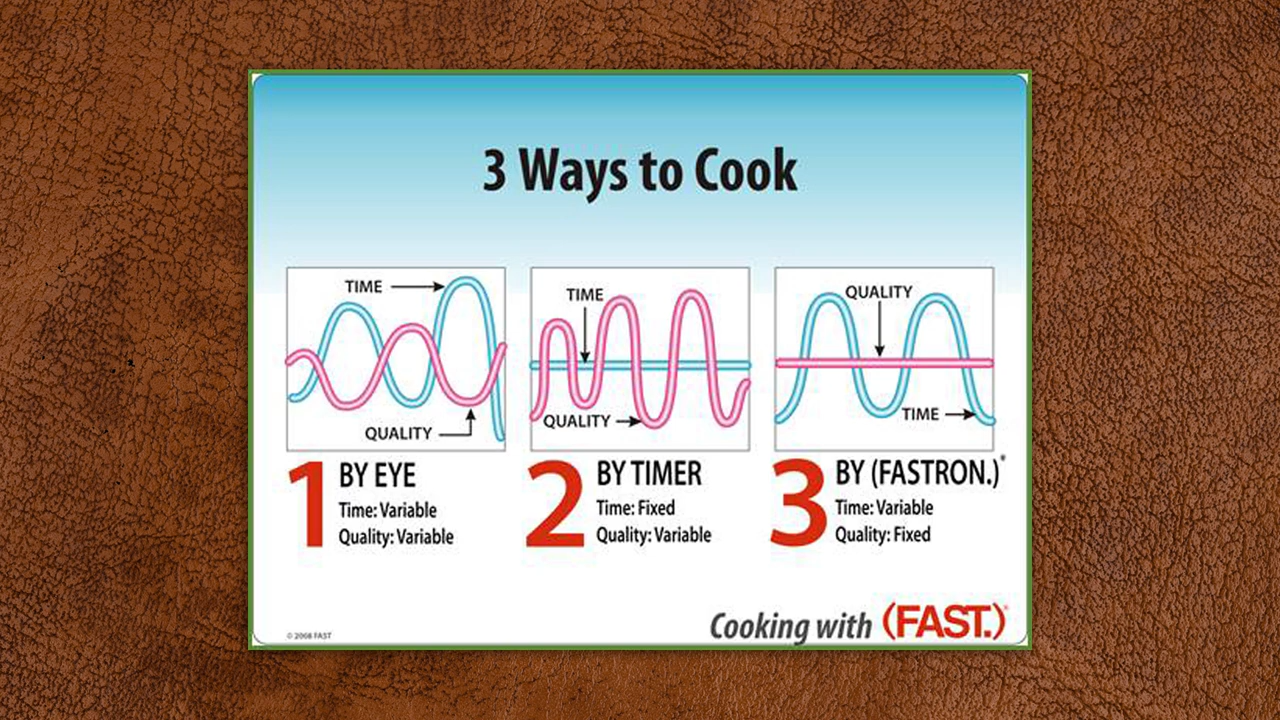 3 Ways to Cook
TIME
QUALITY
TIME
QUALITY
QUALITY
TIME
1 BY EYE
Time: Variable
Quality: Variable
2 BY TIMER
Time: Fixed
Quality: Variable
3 BY (FASTRON.)®
Time: Variable
Quality: Fixed
© 2008 FAST
Cooking with (FAST.)®